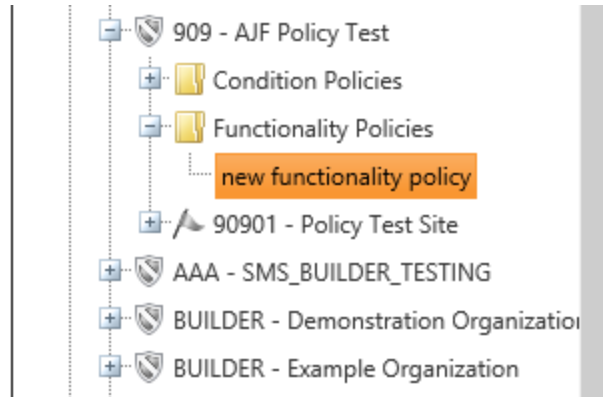 909 - AJF Policy Test
Condition Policies
Functionality Policies
new functionality policy
90901 - Policy Test Site
AAA - SMS_BUILDER_TESTING
BUILDER - Demonstration Organization
BUILDER - Example Organization